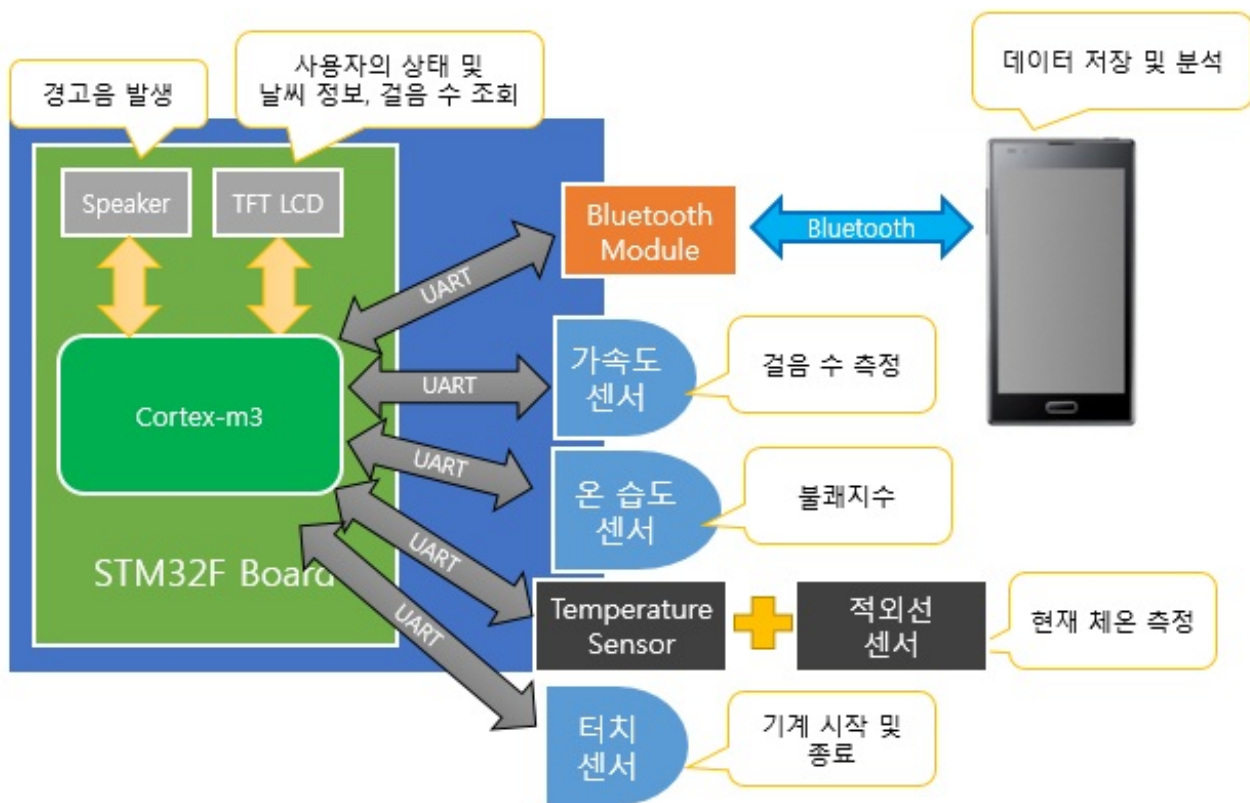 사용자의 상태 및
날씨 정보, 걸음 수 조회
경고음 발생
데이터 저장 및 분석
Speaker
TFT LCD
Bluetooth
Module
Bluetooth
UART
가속도
센서
걸음 수 측정
UART
Cortex-m3
UART
온 습도
센서
불쾌지수
STM32F Board
UART
Temperature
Sensor
적외선
센서
현재 체온 측정
UART
터치
센서
기계 시작 및
종료